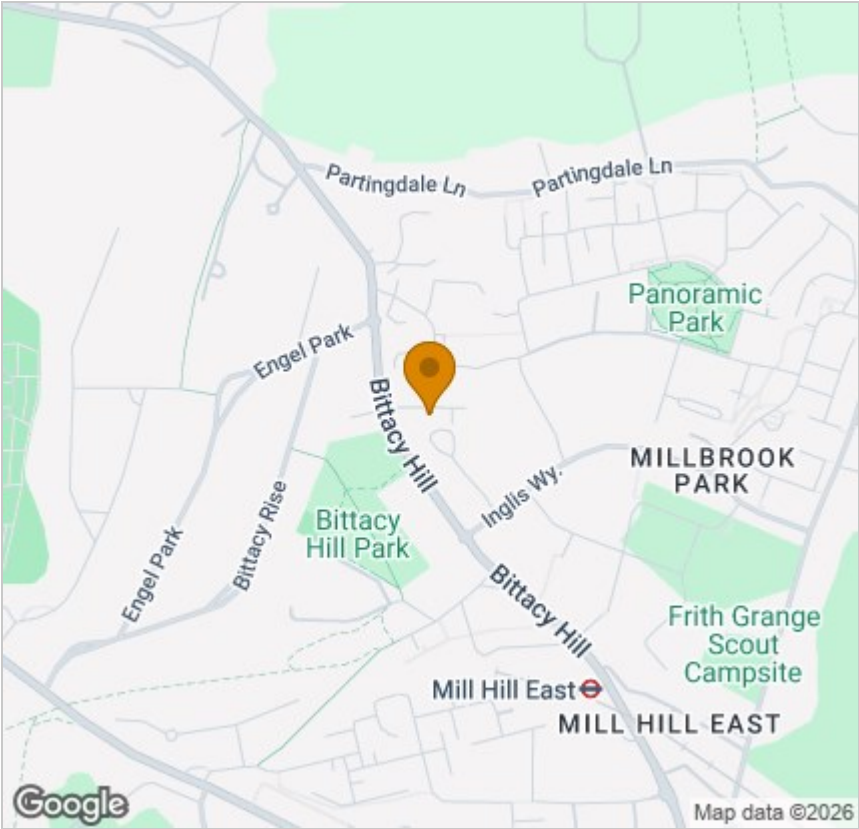 Partingdale Ln
Partingdale Ln
Panoramic
Park
Engel Park
Bittacy Hill
MILLBROOK
PARK
Inglis Wy.
Bittacy Rise
Bittacy
Hill Park
Engel Park
Bittacy Hill
Frith Grange
Scout
Campsite
Mill Hill East
MILL HILL EAST
Google
Map data ©2026